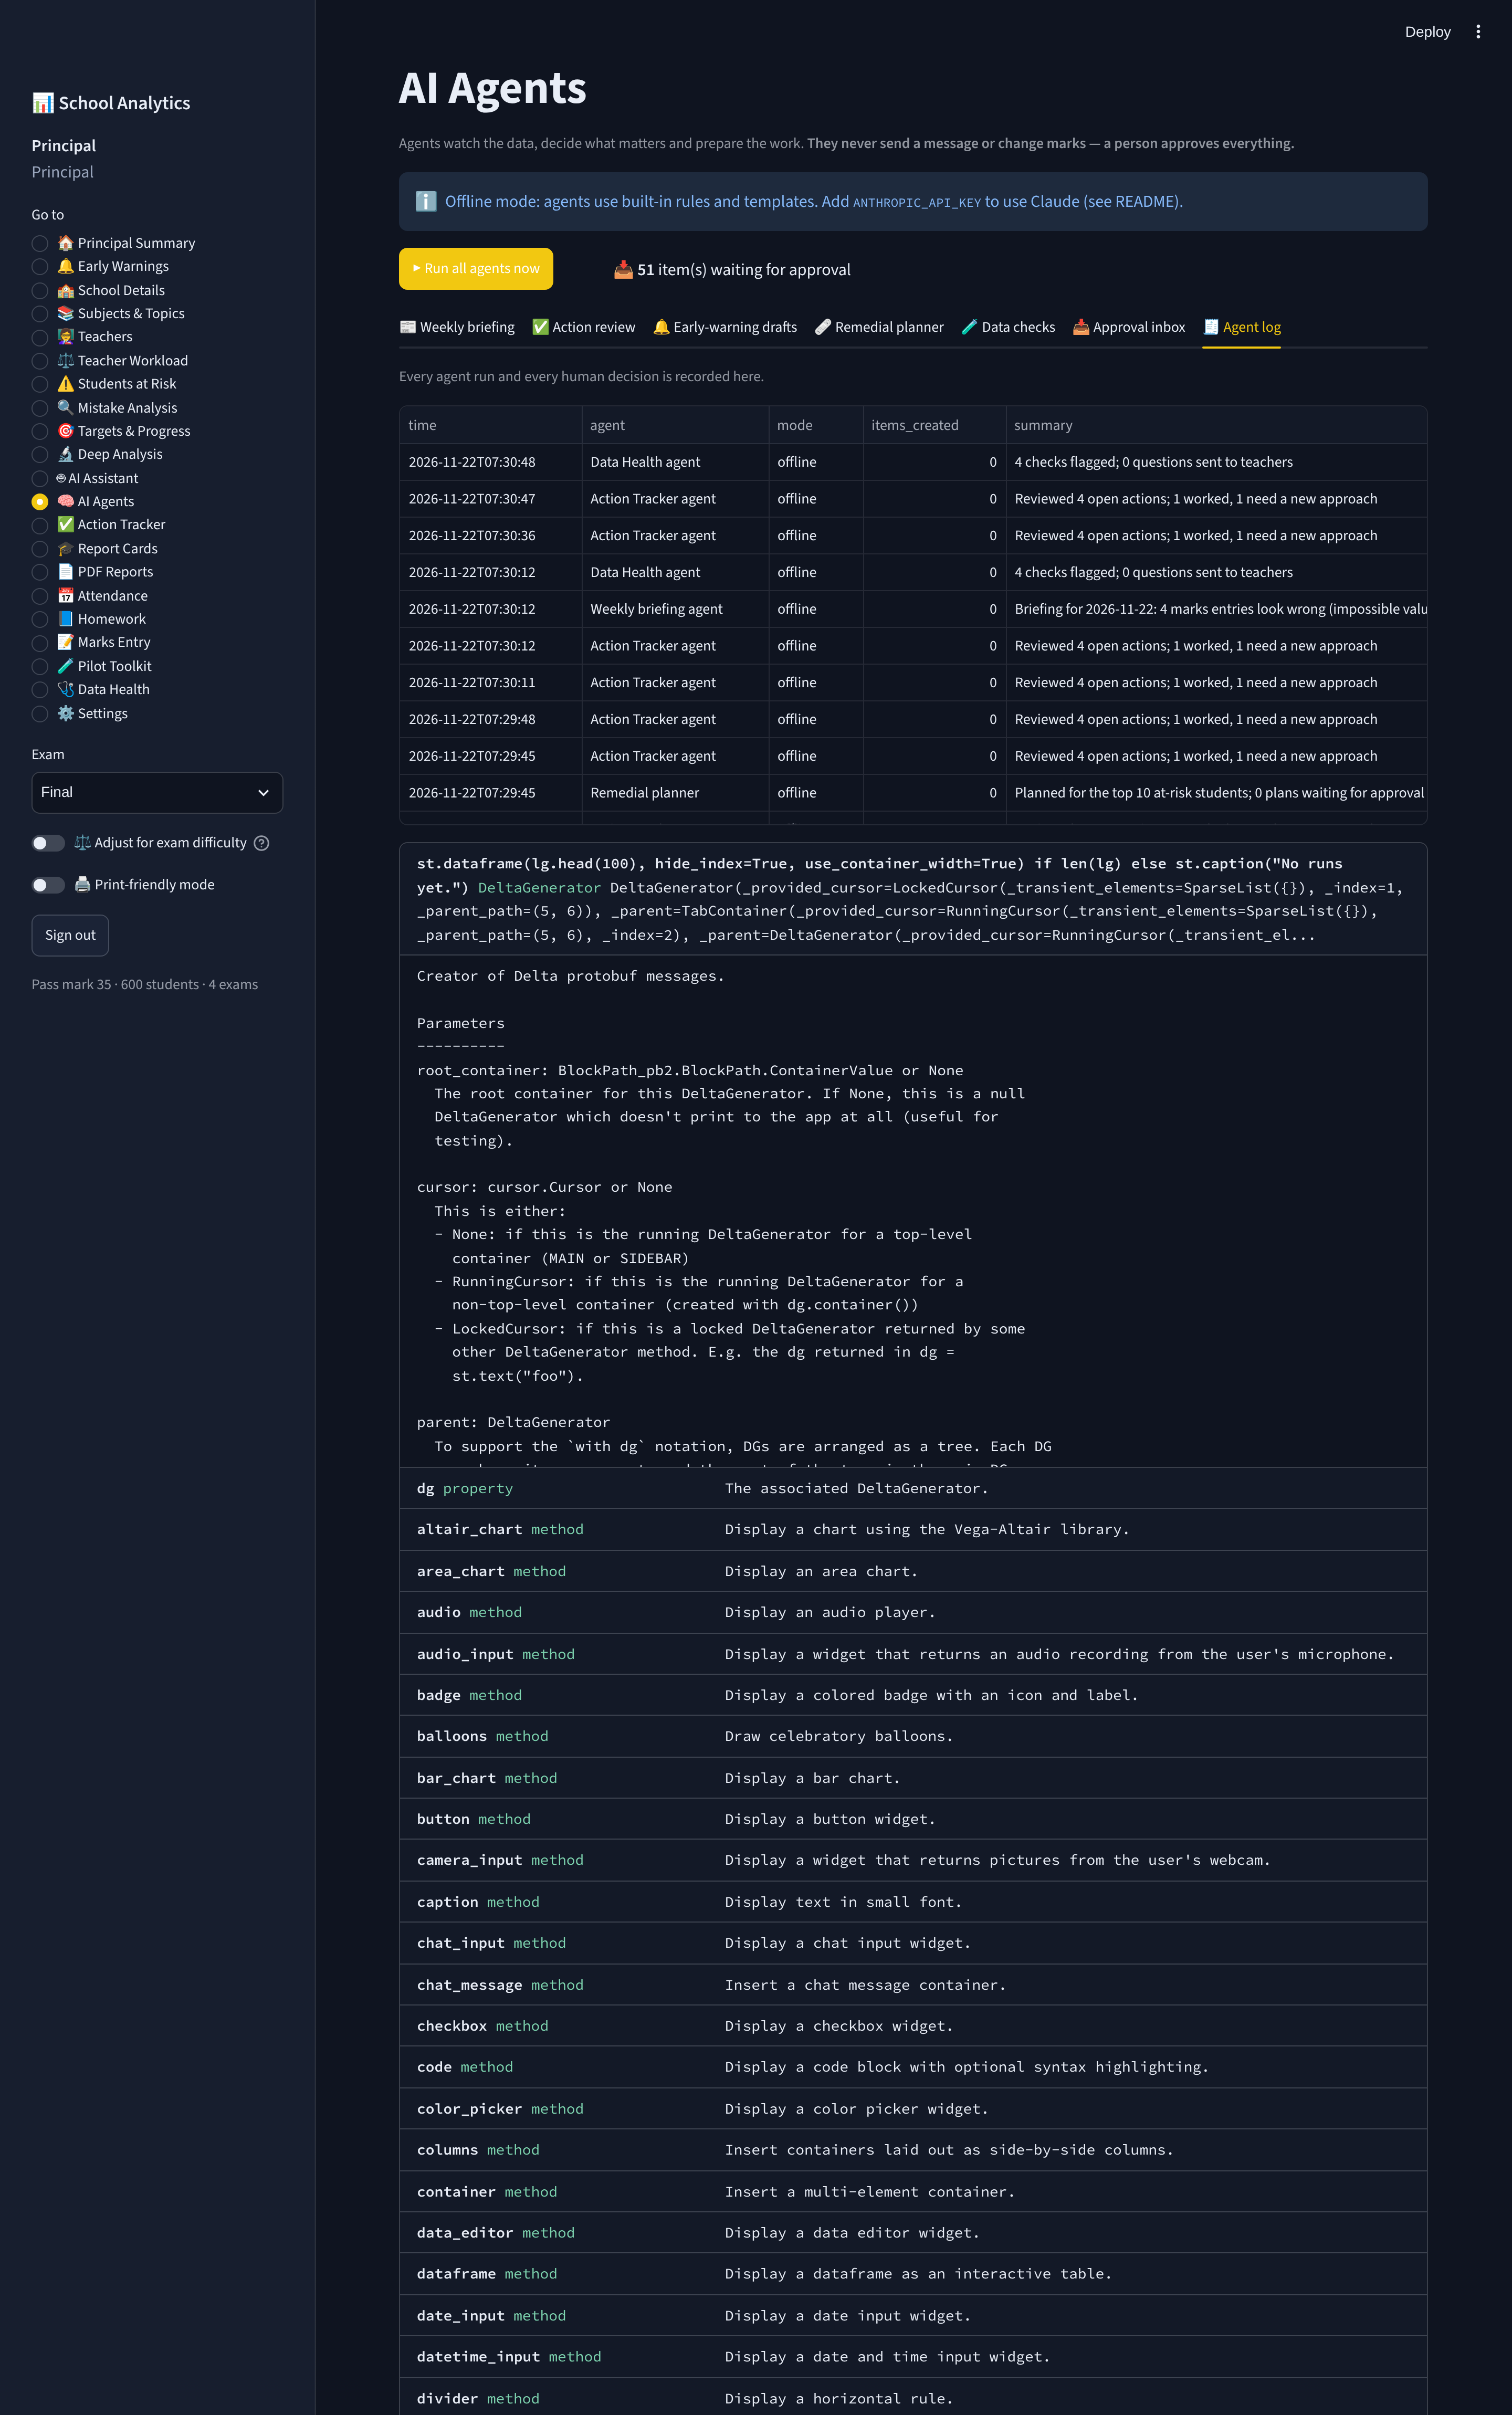 Deploy
📊 School Analytics
Principal
Principal
Go to
🏠 Principal Summary
🔔 Early Warnings
🏫 School Details
📚 Subjects & Topics
👩‍🏫 Teachers
⚖️ Teacher Workload
⚠️ Students at Risk
🔍 Mistake Analysis
🎯 Targets & Progress
🔬 Deep Analysis
AI Assistant
🧠 AI Agents
✅ Action Tracker
🎓 Report Cards
📄 PDF Reports
📅 Attendance
📘 Homework
📝 Marks Entry
🧪 Pilot Toolkit
🩺 Data Health
⚙️ Settings
Exam
Final
⚖️ Adjust for exam difficulty
🖨️ Print-friendly mode
Sign out
Pass mark 35 · 600 students · 4 exams
AI Agents
Agents watch the data, decide what matters and prepare the work. They never send a message or change marks — a person approves everything.
ℹ️ Offline mode: agents use built-in rules and templates. Add ANTHROPIC_API_KEY to use Claude (see README).
▶ Run all agents now
📥 51 item(s) waiting for approval
📰 Weekly briefing ✅ Action review 🔔 Early-warning drafts 🩹 Remedial planner 🧪 Data checks 📥 Approval inbox 🧾 Agent log
Every agent run and every human decision is recorded here.
time agent mode items_created summary
2026-11-22T07:30:48 Data Health agent offline 0 4 checks flagged; 0 questions sent to teachers
2026-11-22T07:30:47 Action Tracker agent offline 0 Reviewed 4 open actions; 1 worked, 1 need a new approach
2026-11-22T07:30:36 Action Tracker agent offline 0 Reviewed 4 open actions; 1 worked, 1 need a new approach
2026-11-22T07:30:12 Data Health agent offline 0 4 checks flagged; 0 questions sent to teachers
2026-11-22T07:30:12 Weekly briefing agent offline 0 Briefing for 2026-11-22: 4 marks entries look wrong (impossible valu
2026-11-22T07:30:12 Action Tracker agent offline 0 Reviewed 4 open actions; 1 worked, 1 need a new approach
2026-11-22T07:30:11 Action Tracker agent offline 0 Reviewed 4 open actions; 1 worked, 1 need a new approach
2026-11-22T07:29:48 Action Tracker agent offline 0 Reviewed 4 open actions; 1 worked, 1 need a new approach
2026-11-22T07:29:45 Action Tracker agent offline 0 Reviewed 4 open actions; 1 worked, 1 need a new approach
2026-11-22T07:29:45 Remedial planner offline 0 Planned for the top 10 at-risk students; 0 plans waiting for approval
st.dataframe(lg.head(100), hide_index=True, use_container_width=True) if len(lg) else st.caption("No runs
yet.") DeltaGenerator DeltaGenerator(_provided_cursor=LockedCursor(_transient_elements=SparseList({}), _index=1,
_parent_path=(5, 6)), _parent=TabContainer(_provided_cursor=RunningCursor(_transient_elements=SparseList({}),
_parent_path=(5, 6), _index=2), _parent=DeltaGenerator(_provided_cursor=RunningCursor(_transient_el...
Creator of Delta protobuf messages.
Parameters
----------
root_container: BlockPath_pb2.BlockPath.ContainerValue or None
The root container for this DeltaGenerator. If None, this is a null
DeltaGenerator which doesn't print to the app at all (useful for
testing).
cursor: cursor.Cursor or None
This is either:
- None: if this is the running DeltaGenerator for a top-level
container (MAIN or SIDEBAR)
- RunningCursor: if this is the running DeltaGenerator for a
non-top-level container (created with dg.container())
- LockedCursor: if this is a locked DeltaGenerator returned by some
other DeltaGenerator method. E.g. the dg returned in dg =
st.text("foo").
parent: DeltaGenerator
To support the `with dg` notation, DGs are arranged as a tree. Each DG
dg property The associated DeltaGenerator.
altair_chart method Display a chart using the Vega-Altair library.
area_chart method Display an area chart.
audio method Display an audio player.
audio_input method Display a widget that returns an audio recording from the user's microphone.
badge method Display a colored badge with an icon and label.
balloons method Draw celebratory balloons.
bar_chart method Display a bar chart.
button method Display a button widget.
camera_input method Display a widget that returns pictures from the user's webcam.
caption method Display text in small font.
chat_input method Display a chat input widget.
chat_message method Insert a chat message container.
checkbox method Display a checkbox widget.
code method Display a code block with optional syntax highlighting.
color_picker method Display a color picker widget.
columns method Insert containers laid out as side-by-side columns.
container method Insert a multi-element container.
data_editor method Display a data editor widget.
dataframe method Display a dataframe as an interactive table.
date_input method Display a date input widget.
datetime_input method Display a date and time input widget.
divider method Display a horizontal rule.